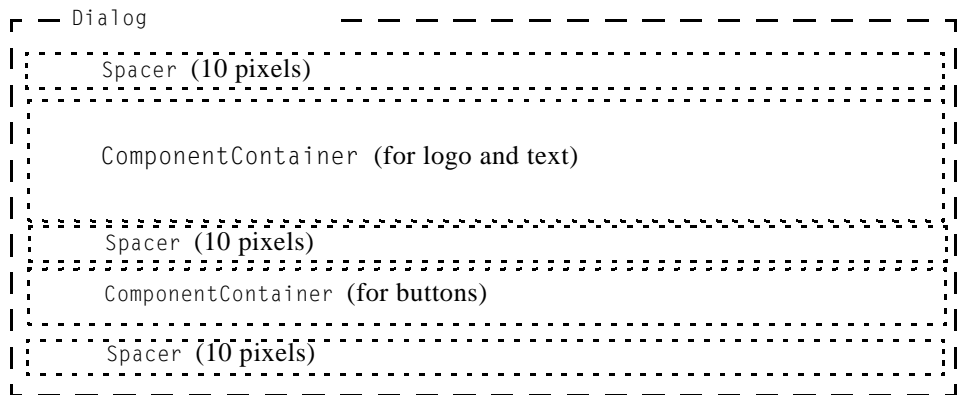 Dialog
Spacer (10 pixels)
ComponentContainer (for logo and text)
Spacer (10 pixels)
ComponentContainer (for buttons)
Spacer (10 pixels)